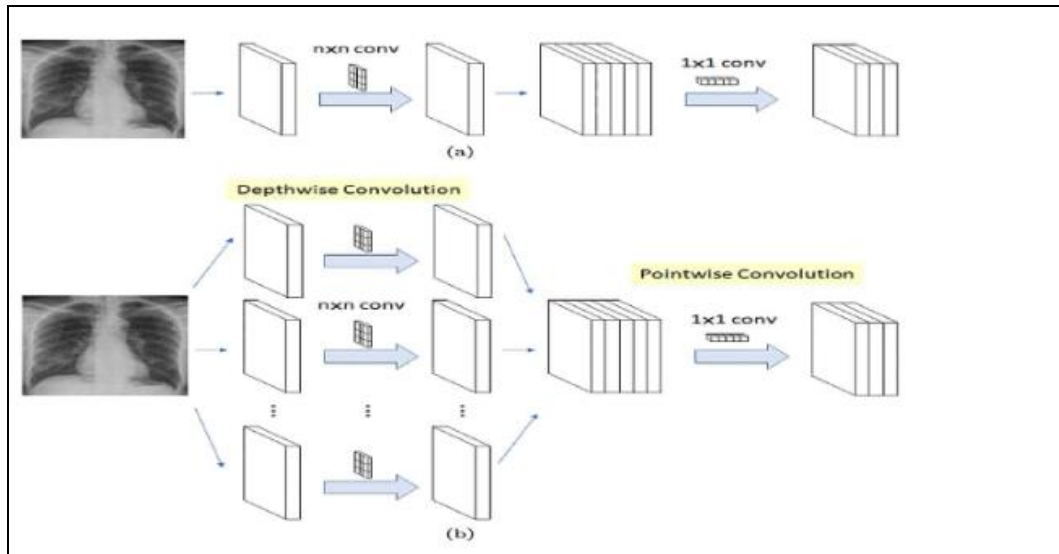 nxn conv
1x1 conv
(a)
Depthwise Convolution
Pointwise Convolution
nxn conv
1x1 conv
(b)